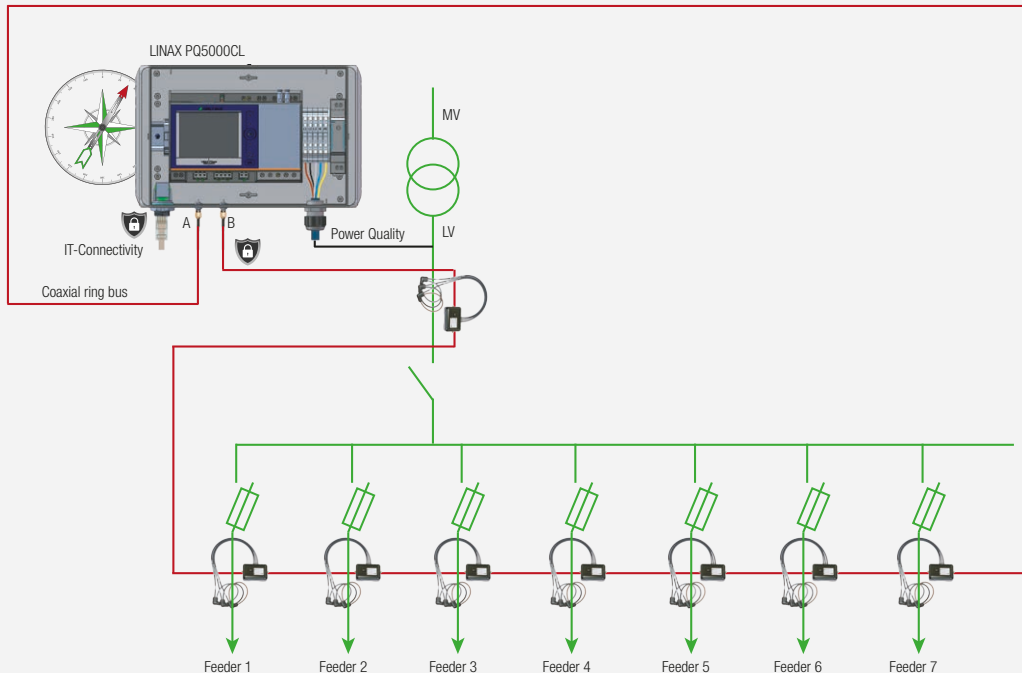 LINAX PQ5000CL
MV
LV
A
B
Power Quality
IT-Connectivity
Coaxial ring bus
Feeder 1
Feeder 2
Feeder 3
Feeder 4
Feeder 5
Feeder 6
Feeder 7